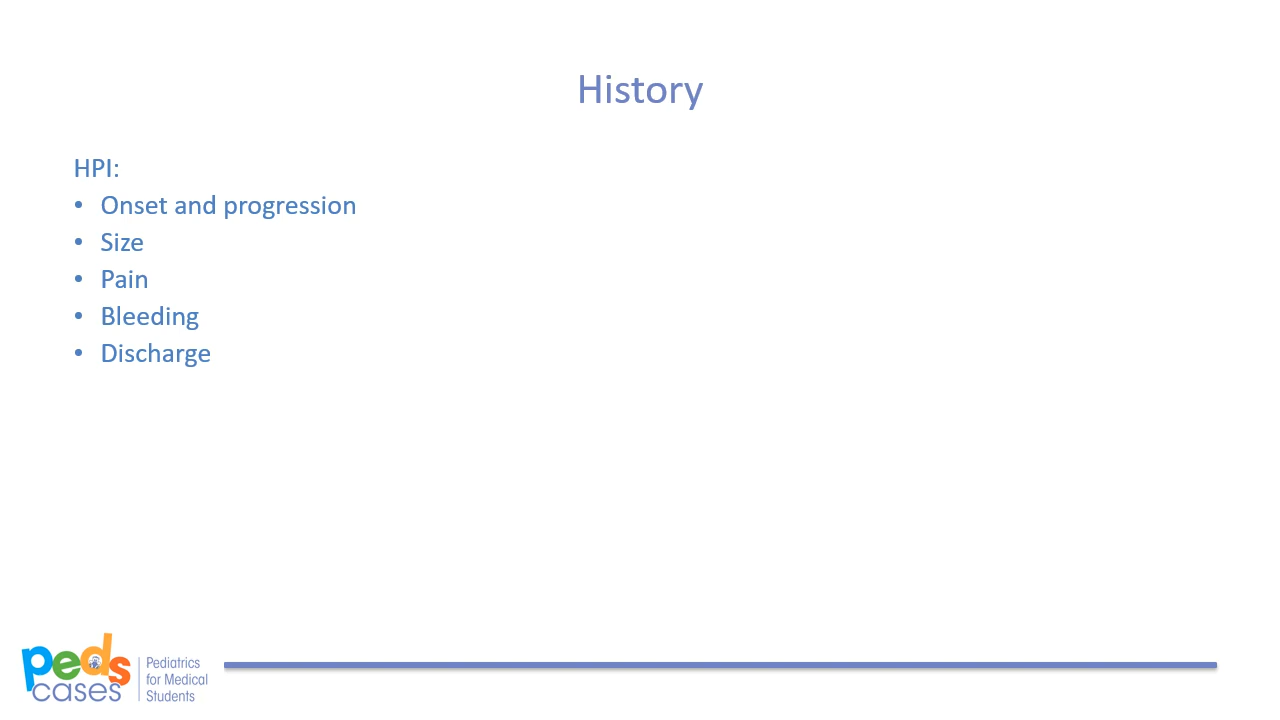 History
HPI:
• Onset and progression
• Size
• Pain
• Bleeding
• Discharge
peds
cases
Pediatrics
for Medical
Students